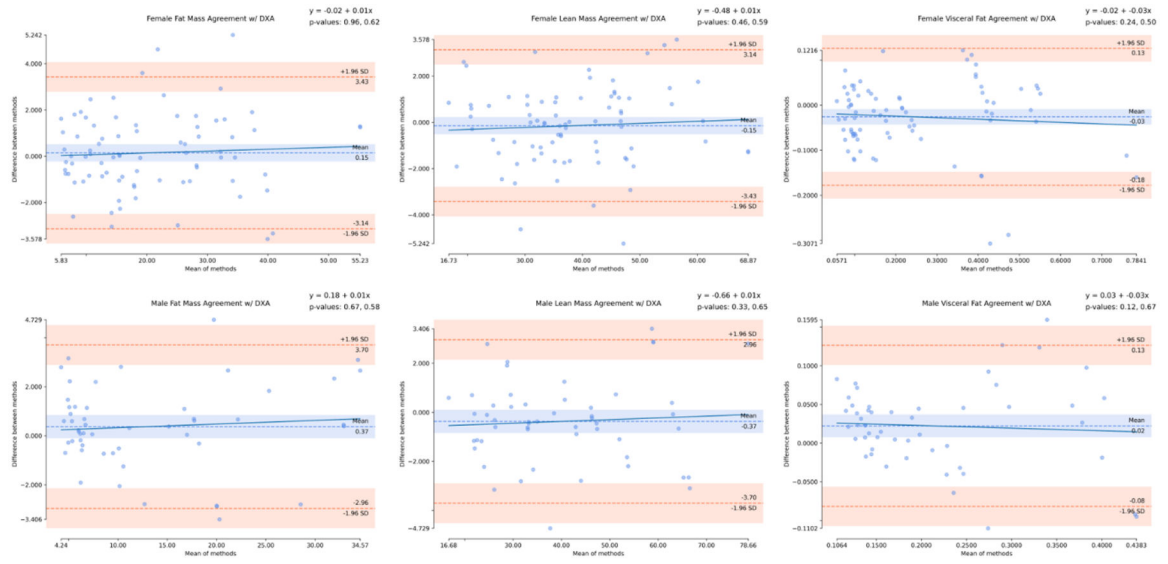 Female Fat Mass Agreement w/ DXA
y = -0.02 + 0.01x
p-values: 0.96, 0.62
5.242
4.000
2.000
0.000
−2.000
−3.578
Difference between methods
+1.96 SD
3.43
Mean
0.15
-3.14
-1.96 SD
5.83
20.00
30.00
40.00
55.23
Mean of methods
Female Lean Mass Agreement w/ DXA
y = -0.48 + 0.01x
p-values: 0.46, 0.59
3.578
2.000
0.000
−2.000
−4.000
−5.242
Difference between methods
+1.96 SD
3.14
Mean
-0.15
-3.43
-1.96 SD
16.73
30.00
40.00
50.00
68.87
Mean of methods
Female Visceral Fat Agreement w/ DXA
y = -0.02 + -0.03x
p-values: 0.24, 0.50
0.1216
0.0000
−0.1000
−0.2000
−0.3071
Difference between methods
+1.96 SD
0.13
Mean
-0.03
-0.18
-1.96 SD
0.0571
0.2000
0.3000
0.4000
0.5000
0.6000
0.7000
0.7841
Mean of methods
Male Fat Mass Agreement w/ DXA
y = 0.18 + 0.01x
p-values: 0.67, 0.58
4.729
2.000
0.000
−2.000
−3.406
Difference between methods
+1.96 SD
3.70
Mean
0.37
-2.96
-1.96 SD
4.24
10.00
15.00
20.00
25.00
34.57
Mean of methods
Male Lean Mass Agreement w/ DXA
y = -0.66 + 0.01x
p-values: 0.33, 0.65
3.406
2.000
0.000
−2.000
−4.729
Difference between methods
+1.96 SD
2.96
Mean
-0.37
-3.70
-1.96 SD
16.68
30.00
40.00
50.00
60.00
78.66
Mean of methods
Male Visceral Fat Agreement w/ DXA
y = 0.03 + -0.03x
p-values: 0.12, 0.67
0.1595
0.1000
0.0500
0.0000
−0.0500
−0.1102
Difference between methods
+1.96 SD
0.13
Mean
0.02
-0.08
-1.96 SD
0.1064
0.1500
0.2000
0.2500
0.3000
0.3500
0.4383
Mean of methods